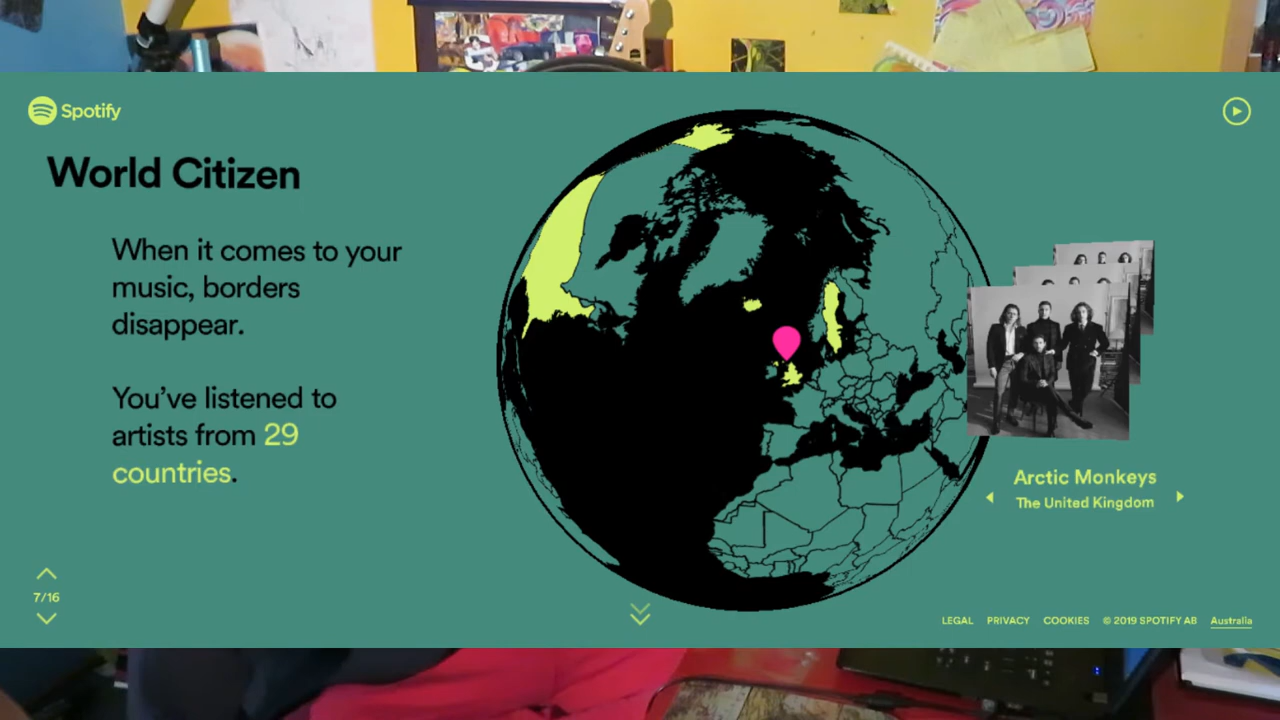 Spotify
World Citizen
When it comes to your
music, borders
disappear.
You've listened to
artists from 29
countries.
Arctic Monkeys
The United Kingdom
7/16
LEGAL PRIVACY COOKIES © 2019 SPOTIFY AB Australia